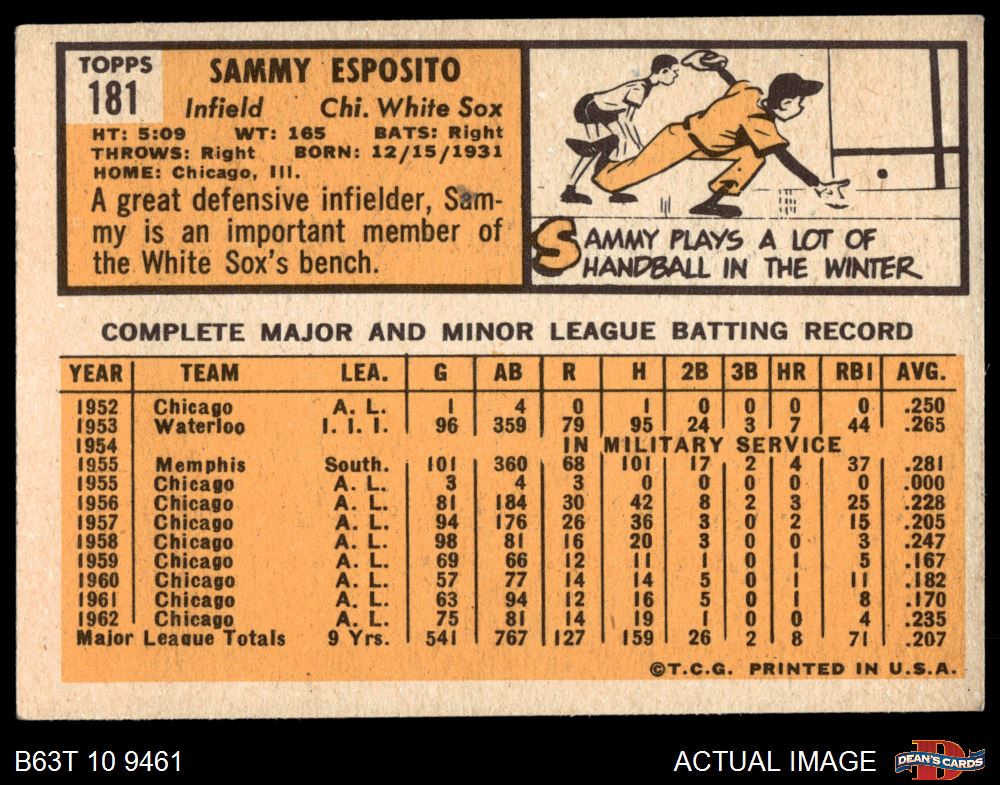 TOPPS
181
SAMMY ESPOSITO
Infield Chi. White Sox
HT: 5:09 WT: 165 BATS: Right
THROWS: Right BORN: 12/15/1931
HOME: Chicago, Ill.
A great defensive infielder, Sam-
my is an important member of
the White Sox's bench.
SAMMY PLAYS A LOT OF
HANDBALL IN THE WINTER
COMPLETE MAJOR AND MINOR LEAGUE BATTING RECORD
YEAR TEAM LEA. G AB R H 2B 3B HR RBI AVG.
1952 Chicago A. L. 1 4 0 1 0 0 0 0 .250
1953 Waterloo I. I. I. 96 359 79 95 24 3 7 44 .265
1954 IN MILITARY SERVICE
1955 Memphis South. 101 360 68 101 17 2 4 37 .281
1955 Chicago A. L. 3 4 3 0 0 0 0 0 .000
1956 Chicago A. L. 81 184 30 42 8 2 3 25 .228
1957 Chicago A. L. 94 176 26 36 3 0 2 15 .205
1958 Chicago A. L. 98 81 16 20 3 0 0 3 .247
1959 Chicago A. L. 69 66 12 11 1 0 1 5 .167
1960 Chicago A. L. 57 77 14 14 5 0 1 11 .182
1961 Chicago A. L. 63 94 12 16 5 0 1 8 .170
1962 Chicago A. L. 75 81 14 19 1 0 0 4 .235
Major League Totals 9 Yrs. 541 767 127 159 26 2 8 71 .207
©T.C.G. PRINTED IN U.S.A.
B63T 10 9461 ACTUAL IMAGE DEAN'S CARDS